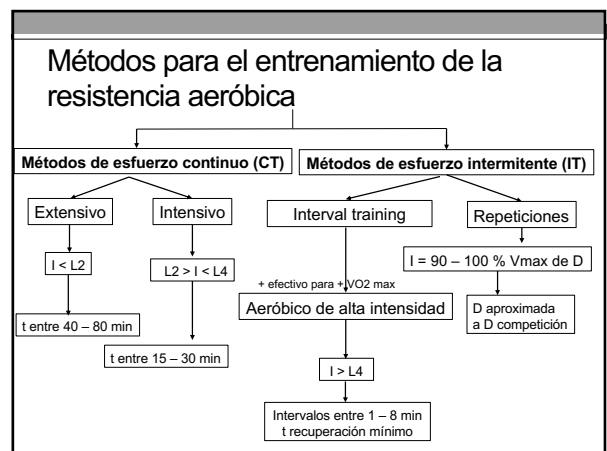 Métodos para el entrenamiento de la
resistencia aeróbica
Métodos de esfuerzo continuo (CT)
Métodos de esfuerzo intermitente (IT)
Extensivo
Intensivo
Interval training
Repeticiones
I < L2
L2 > I < L4
I = 90 – 100 % Vmax de D
+ efectivo para + VO2 max
Aeróbico de alta intensidad
D aproximada
a D competición
t entre 40 – 80 min
t entre 15 – 30 min
I > L4
Intervalos entre 1 – 8 min
t recuperación mínimo